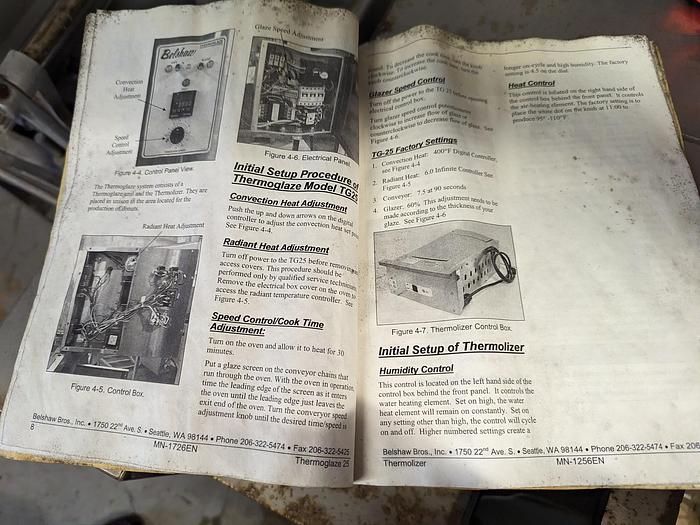 Glaze Speed Adjustment
Belshaw
Convection
Heat
Adjustment
Speed
Control
Adjustment
Figure 4-4. Control Panel View.
The Thermoglaze system consists of a
Thermoglaze and the Thermolizer. They are
placed in unison in the area located for the
production of donuts.
Radiant Heat Adjustment
Figure 4-5. Control Box.
Figure 4-6. Electrical Panel
Initial Setup Procedure of
Thermoglaze Model TG25
Convection Heat Adjustment
Push the up and down arrows on the digital
controller to adjust the convection heat set point.
See Figure 4-4.
Radiant Heat Adjustment
Turn off power to the TG25 before removing
access covers. This procedure should be
performed only by qualified service technicians.
Remove the electrical box cover on the oven to
access the radiant temperature controller. See
Figure 4-5.
Speed Control/Cook Time
Adjustment:
Turn on the oven and allow it to heat for 30
minutes.
Put a glaze screen on the conveyor chains that
run through the oven. With the oven in operation,
time the leading edge of the screen as it enters
the oven until the leading edge just leaves the
exit end of oven. Turn the conveyor speed
adjustment knob until the desired time/speed is
Belshaw Bros., Inc. • 1750 22nd Ave. S. • Seattle, WA 98144 • Phone 206-322-5474 • Fax 206-322-5425
8
MN-1726EN
Thermoglaze 25
To decrease the cook time, turn the knob
clockwise. To increase the cook time, turn the
counterclockwise.
Glazer Speed Control
Turn off the power to the TG 25 before opening
electrical control box.
Turn glazer speed control potentiometer
clockwise to increase flow of glaze or
counterclockwise to decrease flow of glaze. See
Figure 4-6.
TG-25 Factory Settings
1. Convection Heat: 400°F Digital Controller,
see Figure 4-4
2. Radiant Heat: 6.0 Infinite Controller See
Figure 4-5
3. Conveyor: 7.5 at 90 seconds
4. Glazer: 60% This adjustment needs to be
made according to the thickness of your
glaze. See Figure 4-6
Figure 4-7. Thermolizer Control Box.
Initial Setup of Thermolizer
Humidity Control
This control is located on the left hand side of the
control box behind the front panel. It controls the
water heating element. Set on high, the water
heat element will remain on constantly. Set on
any setting other than high, the control will cycle
on and off. Higher numbered settings create a
longer on-cycle and high humidity. The factory
setting is 4.5 on the dial.
Heat Control
This control is located on the right hand side of
the control box behind the front panel. It controls
the air-heating element. The factory setting is to
place the white dot on the knob at 11:00 to
produce 95° -110°F.
Belshaw Bros., Inc. • 1750 22nd Ave. S. • Seattle, WA 98144 • Phone 206-322-5474 • Fax 206
Thermolizer
MN-1256EN